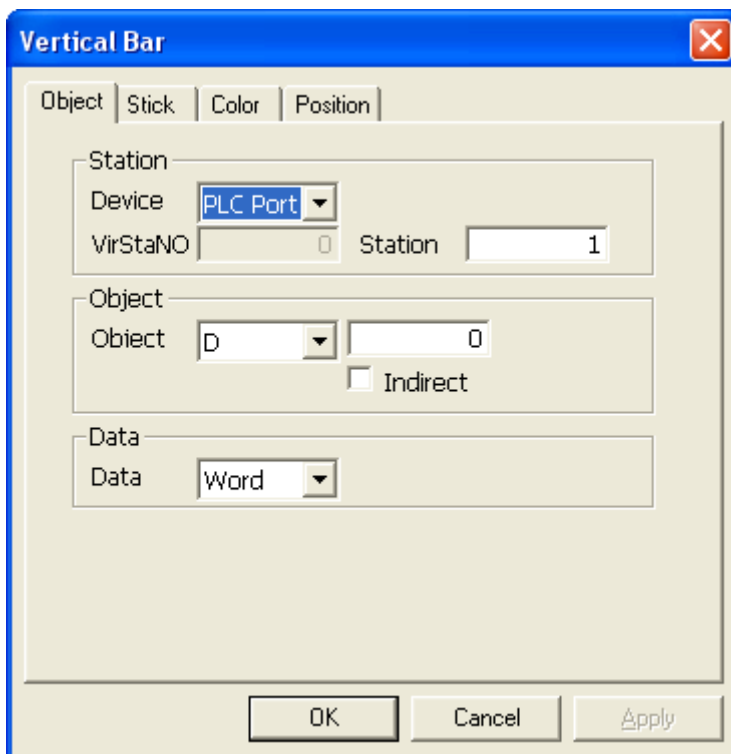 Vertical Bar
Object Stick Color Position
Station
Device PLC Port
VirStaNO 0 Station 1
Object
Obiect D 0
Indirect
Data
Data Word
OK Cancel Apply